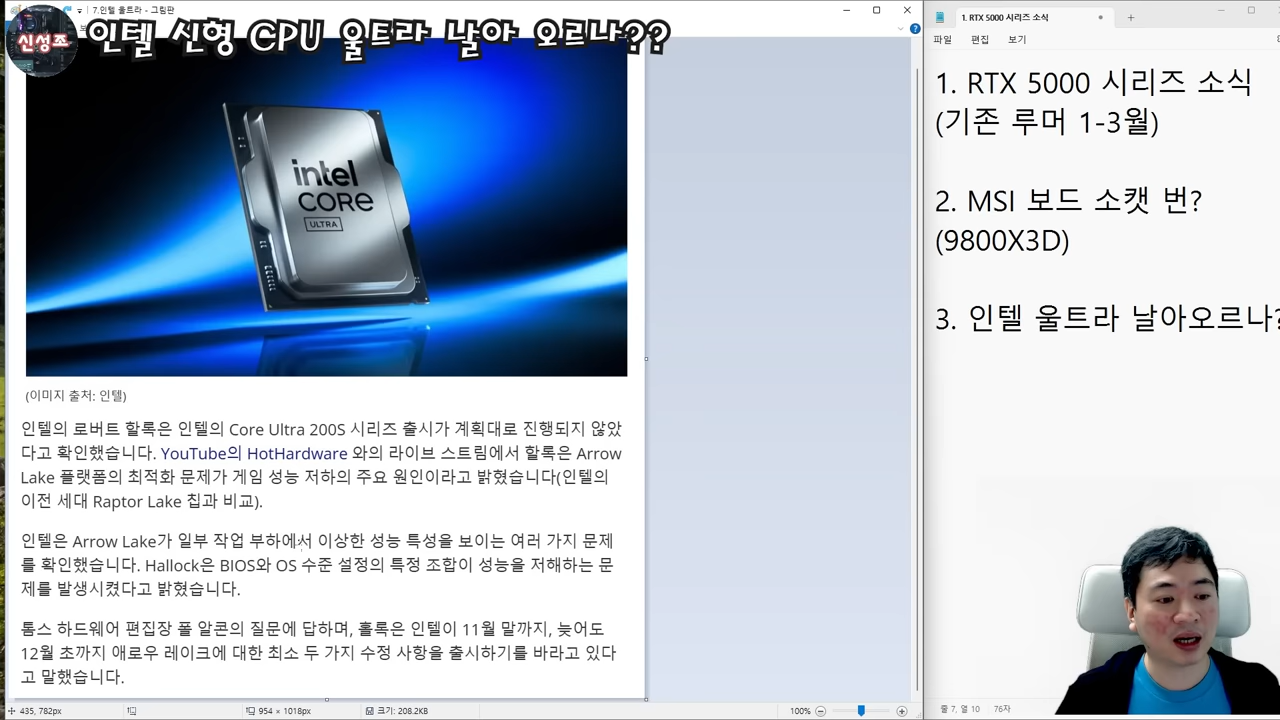 7.인텔 울트라 - 그림판
신성조
인텔 신형 CPU 울트라 날아 오르나??
intel
CORE
ULTRA
(이미지 출처: 인텔)
인텔의 로버트 할록은 인텔의 Core Ultra 200S 시리즈 출시가 계획대로 진행되지 않았
다고 확인했습니다. YouTube의 HotHardware 와의 라이브 스트림에서 할록은 Arrow
Lake 플랫폼의 최적화 문제가 게임 성능 저하의 주요 원인이라고 밝혔습니다(인텔의
이전 세대 Raptor Lake 칩과 비교).
인텔은 Arrow Lake가 일부 작업 부하에서 이상한 성능 특성을 보이는 여러 가지 문제
를 확인했습니다. Hallock은 BIOS와 OS 수준 설정의 특정 조합이 성능을 저해하는 문
제를 발생시켰다고 밝혔습니다.
톰스 하드웨어 편집장 폴 알콘의 질문에 답하며, 홀록은 인텔이 11월 말까지, 늦어도
12월 초까지 애로우 레이크에 대한 최소 두 가지 수정 사항을 출시하기를 바라고 있다
고 말했습니다.
435, 782px
954 × 1018px
크기: 208.2KB
100%
1. RTX 5000 시리즈 소식
파일 편집 보기
1. RTX 5000 시리즈 소식
(기존 루머 1-3월)
2. MSI 보드 소캣 번?
(9800X3D)
3. 인텔 울트라 날아오르나?
줄 7, 열 10 76자